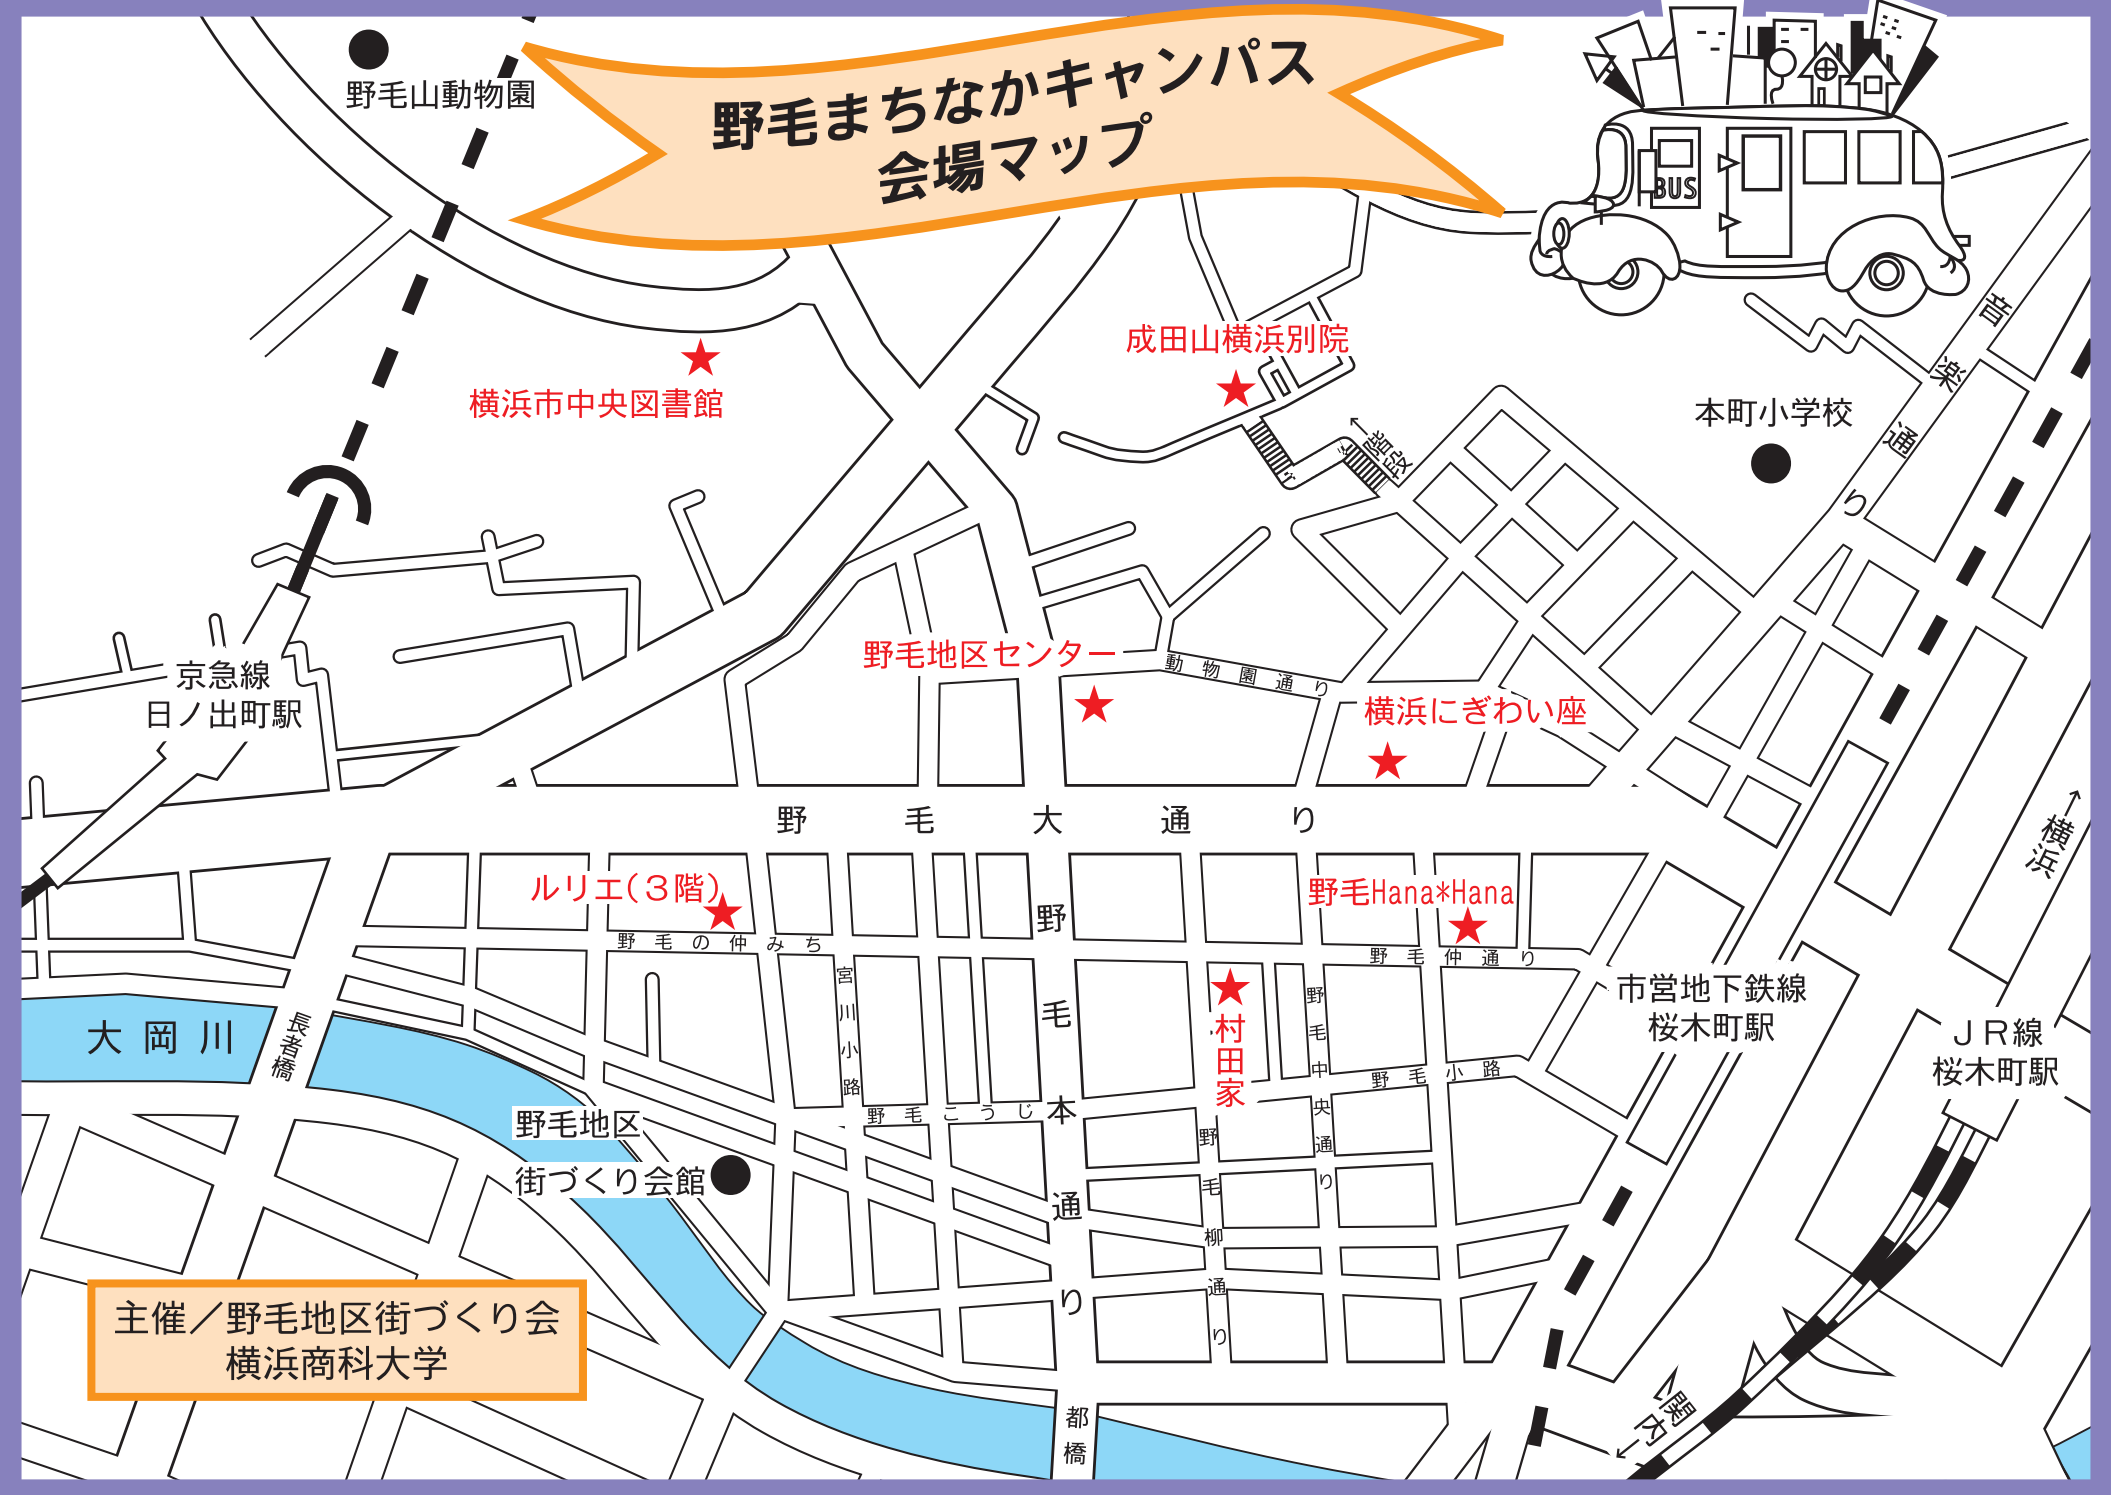 野毛まちなかキャンパス
会場マップ
野毛山動物園
BUS
成田山横浜別院
横浜市中央図書館
音楽通り
本町小学校
←階段
野毛地区センター
動物園通り
横浜にぎわい座
京急線
日ノ出町駅
野毛大通り
→横浜
ルリエ(3階)
野毛Hana*Hana
野毛の仲みち
野毛仲通り
野毛本通り
宮川小路
村田家
野毛中央通り
市営地下鉄線
桜木町駅
JR線
桜木町駅
大岡川
長者橋
野毛小路
野毛こうじ
野毛地区
街づくり会館
野毛柳通り
主催/野毛地区街づくり会
横浜商科大学
都橋
関内→